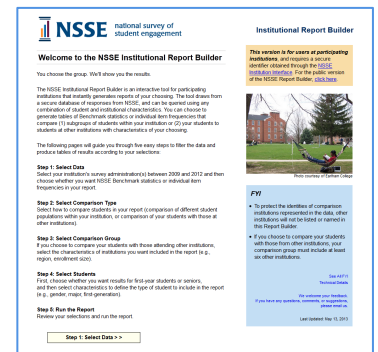 NSSE national survey of
student engagement
Institutional Report Builder
Welcome to the NSSE Institutional Report Builder
You choose the group. We'll show you the results.
The NSSE Institutional Report Builder is an interactive tool for participating
institutions that instantly generates reports of your choosing. The tool draws from
a secure database of responses from NSSE, and can be queried using any
combination of student and institutional characteristics. You can choose to
generate tables of Benchmark statistics or individual item frequencies that
compare (1) subgroups of students within your institution or (2) your students to
students at other institutions with characteristics of your choosing.
The following pages will guide you through five easy steps to filter the data and
produce tables of results according to your selections:
Step 1: Select Data
Select your institution's survey administration(s) between 2009 and 2012 and then
choose whether you want NSSE Benchmark statistics or individual item
frequencies in your report
Step 2: Select Comparison Type
Select how to compare students in your report (comparison of different student
populations within your institution, or comparison of your students with those at
other institutions).
Step 3: Select Comparison Group
If you choose to compare your students with those attending other institutions,
select the characteristics of institutions you want included in the report (e.g.,
region, enrollment size).
Step 4: Select Students
First, choose whether you want results for first-year students or seniors,
and then select characteristics to define the type of student to include in the report
(e.g., gender, major, first-generation).
Step 5: Run the Report
Review your selections and run the report
Step 1: Select Data > >
This version is for users at participating
institutions, and requires a secure
identifier obtained through the NSSE
Institution Interface. For the public version
of the NSSE Report Builder, click here.
Photo courtesy of Earlham College
FYI
• To protect the identities of comparison
institutions represented in the data, other
institutions will not be listed or named in
this Report Builder.
• If you choose to compare your students
with those from other institutions, your
comparison group must include at least
six other institutions.
Technical Details
We welcome your feedback.
If you have any questions, comments, or suggestions,
please email us.
Last Updated: May 13, 2013